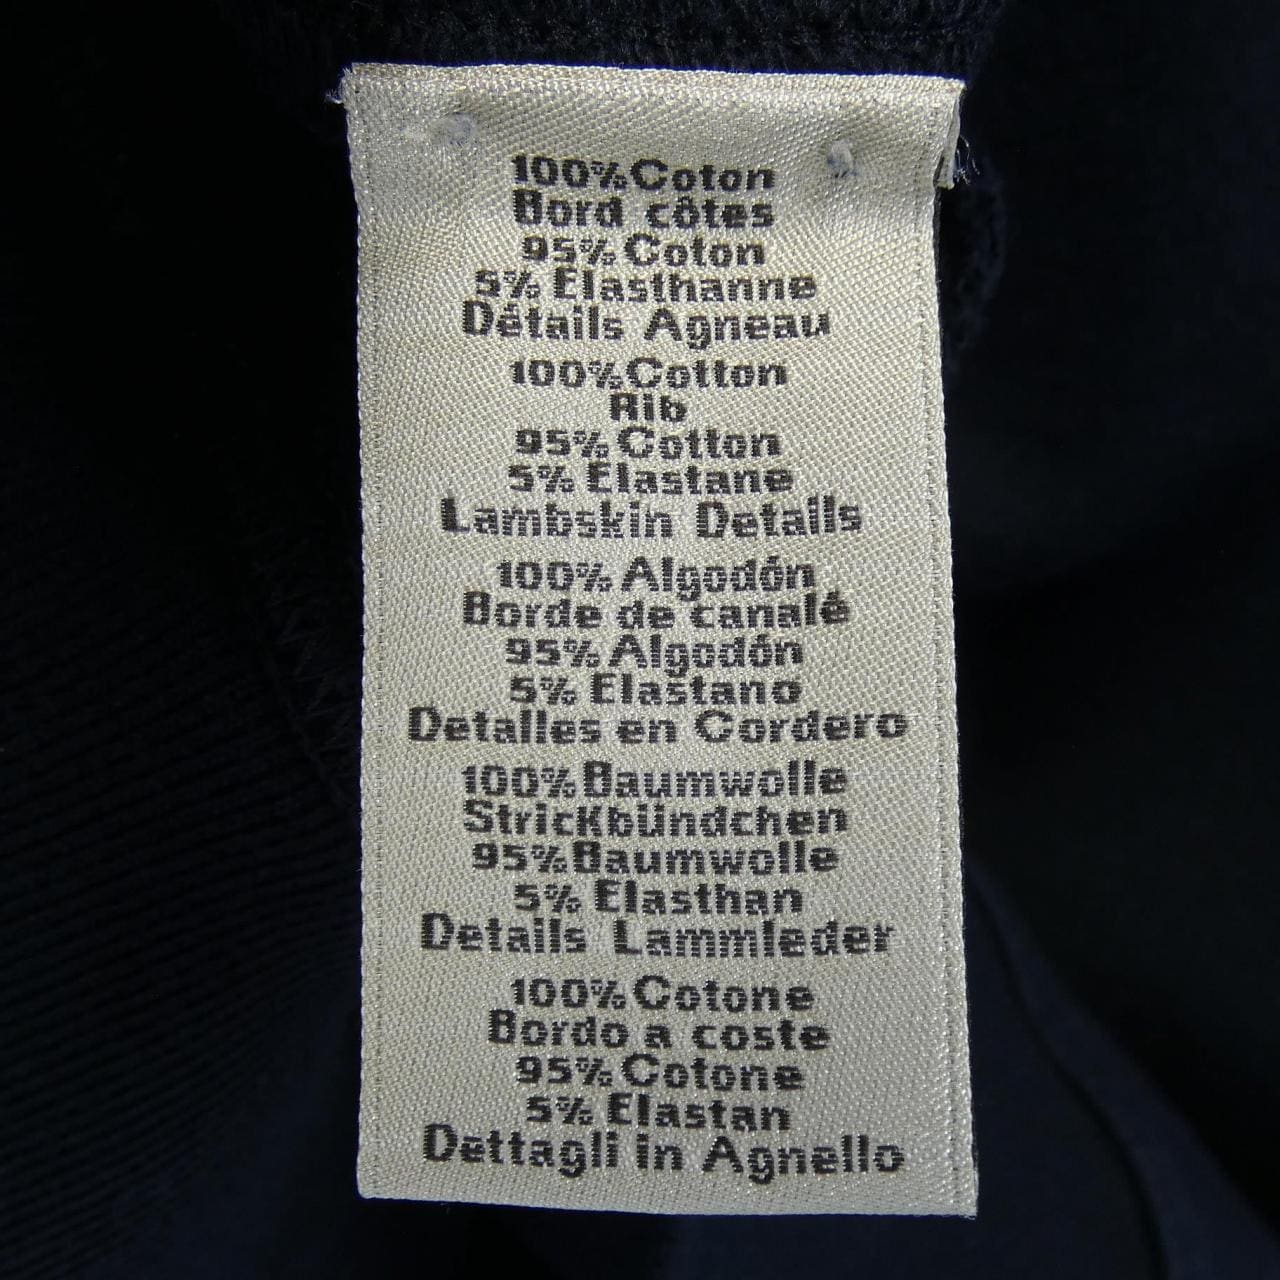 100% Coton
Bord côtes
95% Coton
5% Elasthanne
Détails Agneau
100% Cotton
Rib
95% Cotton
5% Elastane
Lambskin Details
100% Algodón
Borde de canalé
95% Algodón
5% Elastano
Detalles en Cordero
100% Baumwolle
Strickbündchen
95% Baumwolle
5% Elasthan
Details Lammleder
100% Cotone
Bordo a coste
95% Cotone
5% Elastan
Dettagli in Agnello